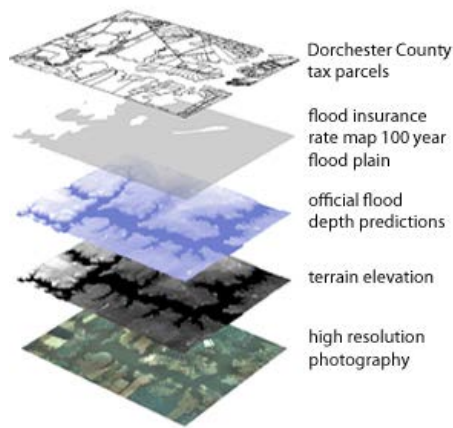 Dorchester County
tax parcels
flood insurance
rate map 100 year
flood plain
official flood
depth predictions
terrain elevation
high resolution
photography